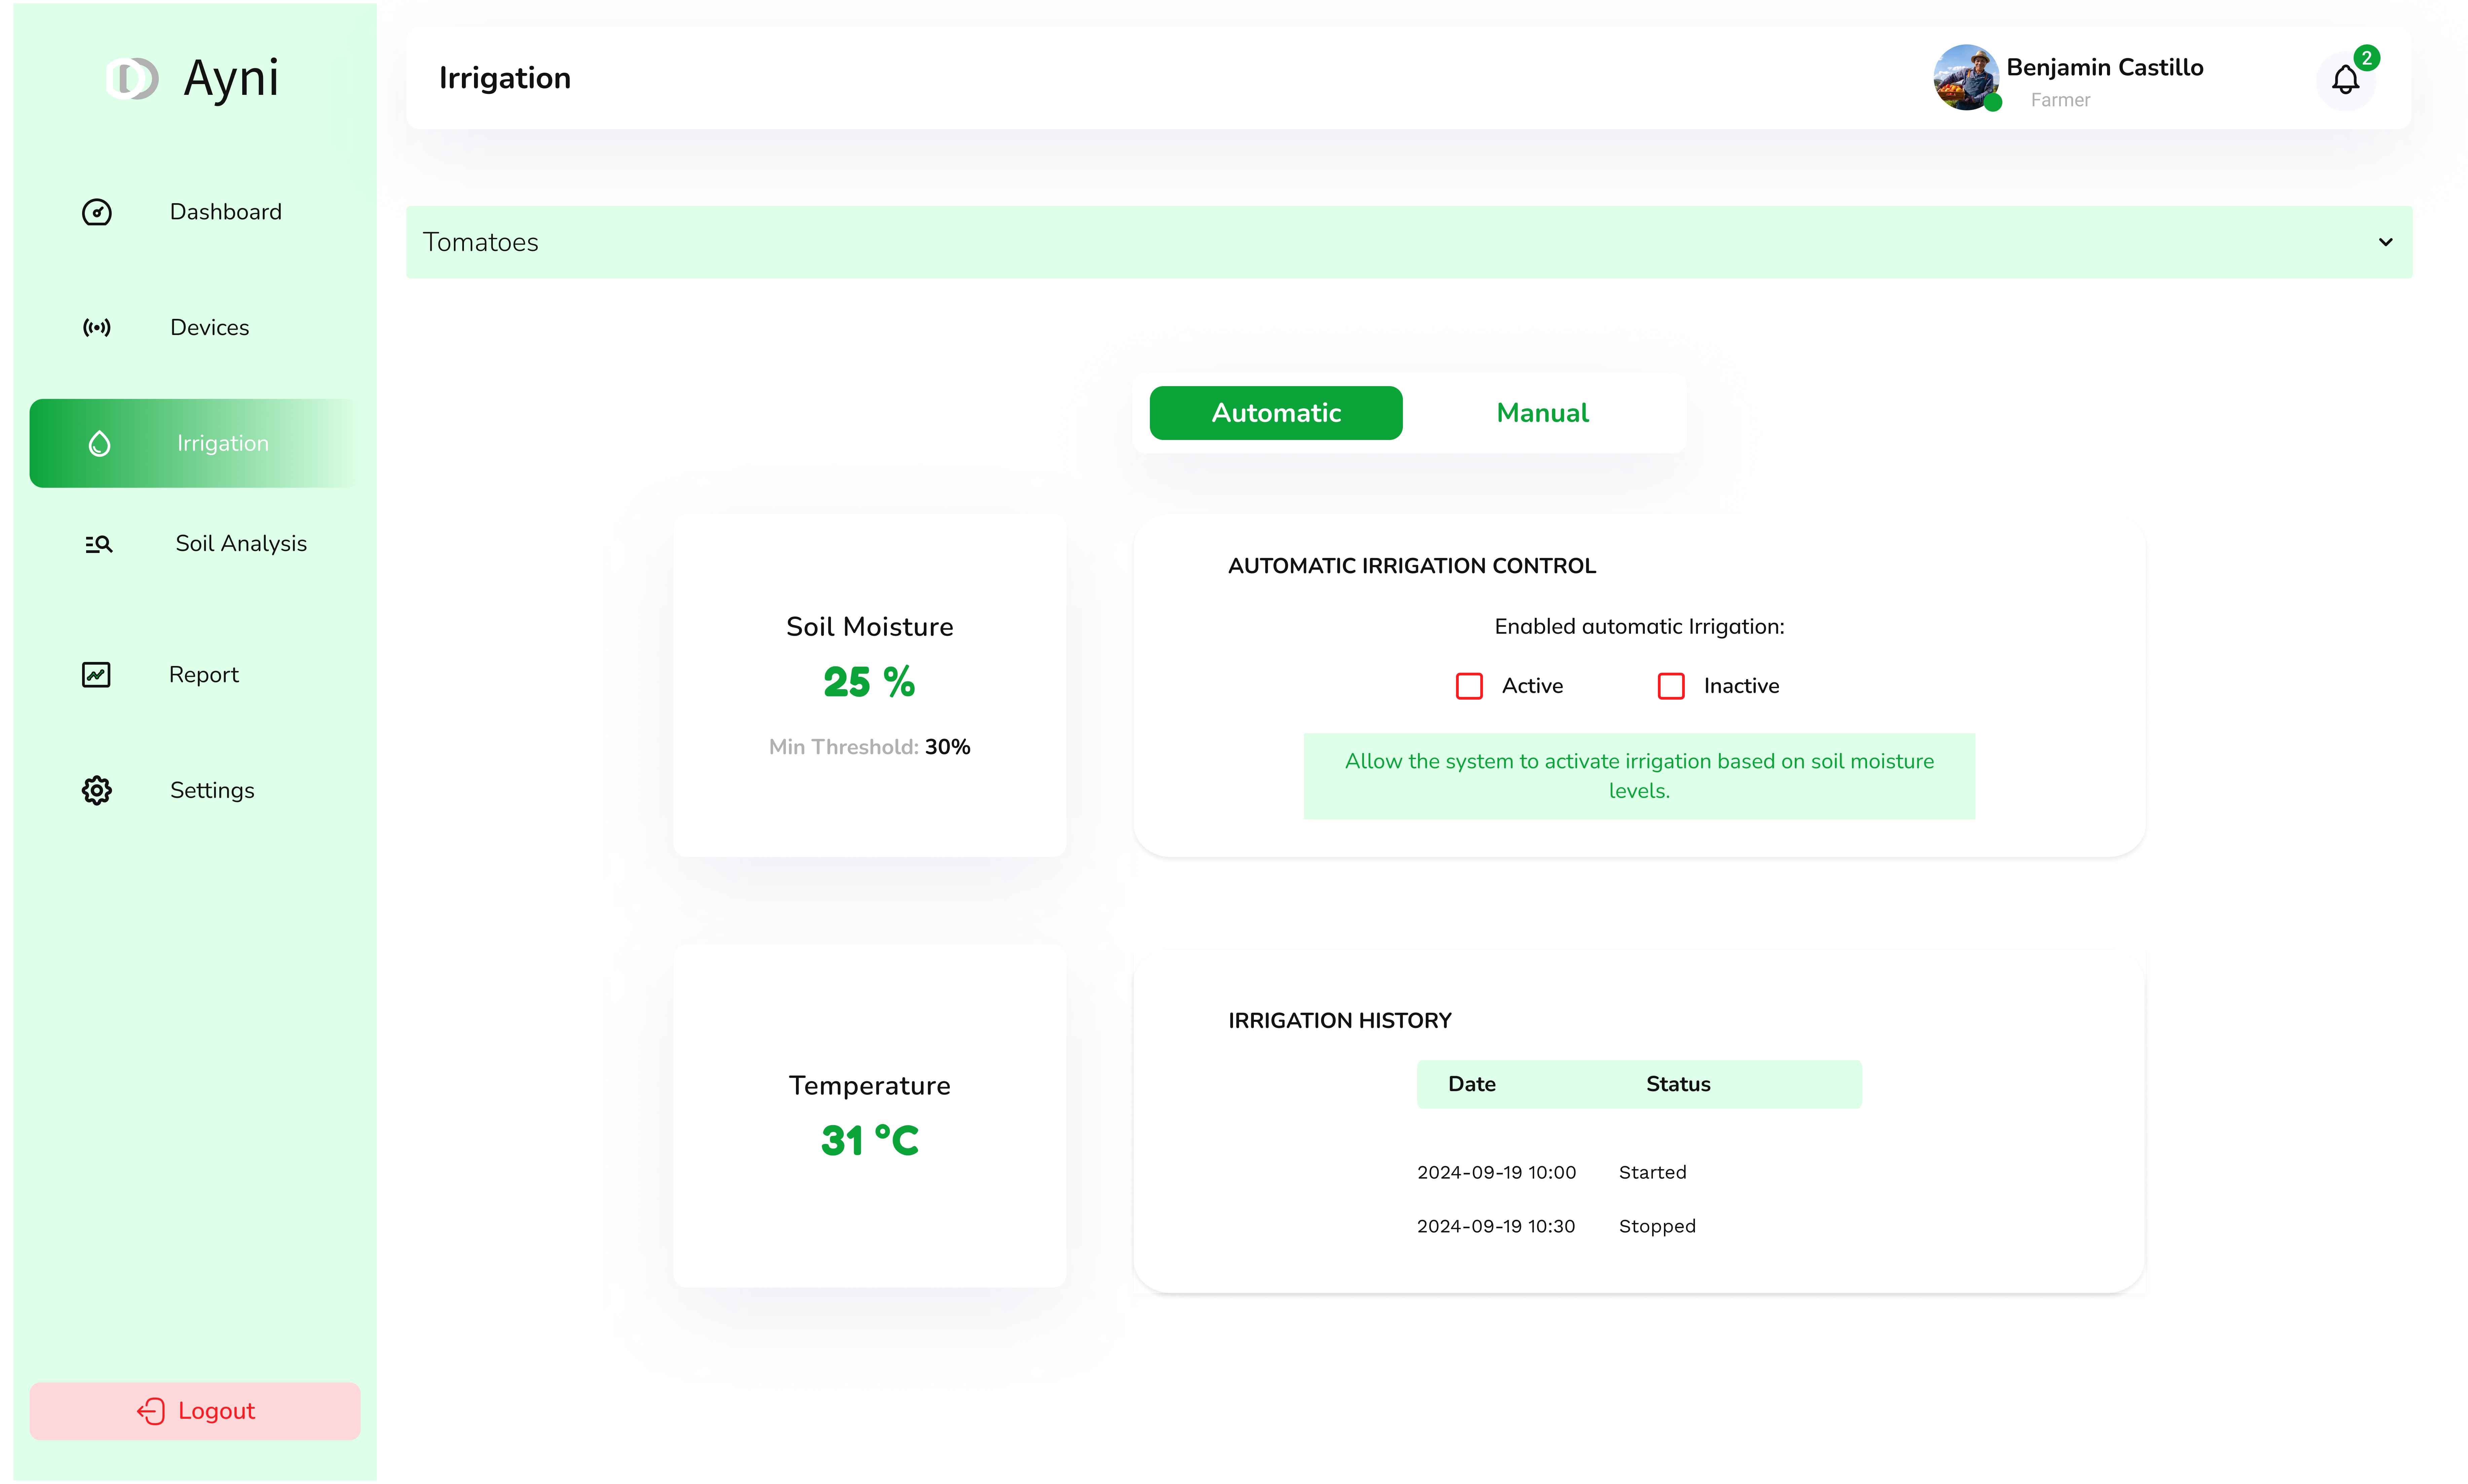 Ayni
Dashboard
Devices
Irrigation
Soil Analysis
Report
Settings
Logout
Irrigation
Benjamin Castillo
Farmer
2
Tomatoes
Automatic
Manual
Soil Moisture
25 %
Min Threshold: 30%
AUTOMATIC IRRIGATION CONTROL
Enabled automatic Irrigation:
Active
Inactive
Allow the system to activate irrigation based on soil moisture
levels.
Temperature
31 °C
IRRIGATION HISTORY
Date Status
2024-09-19 10:00 Started
2024-09-19 10:30 Stopped